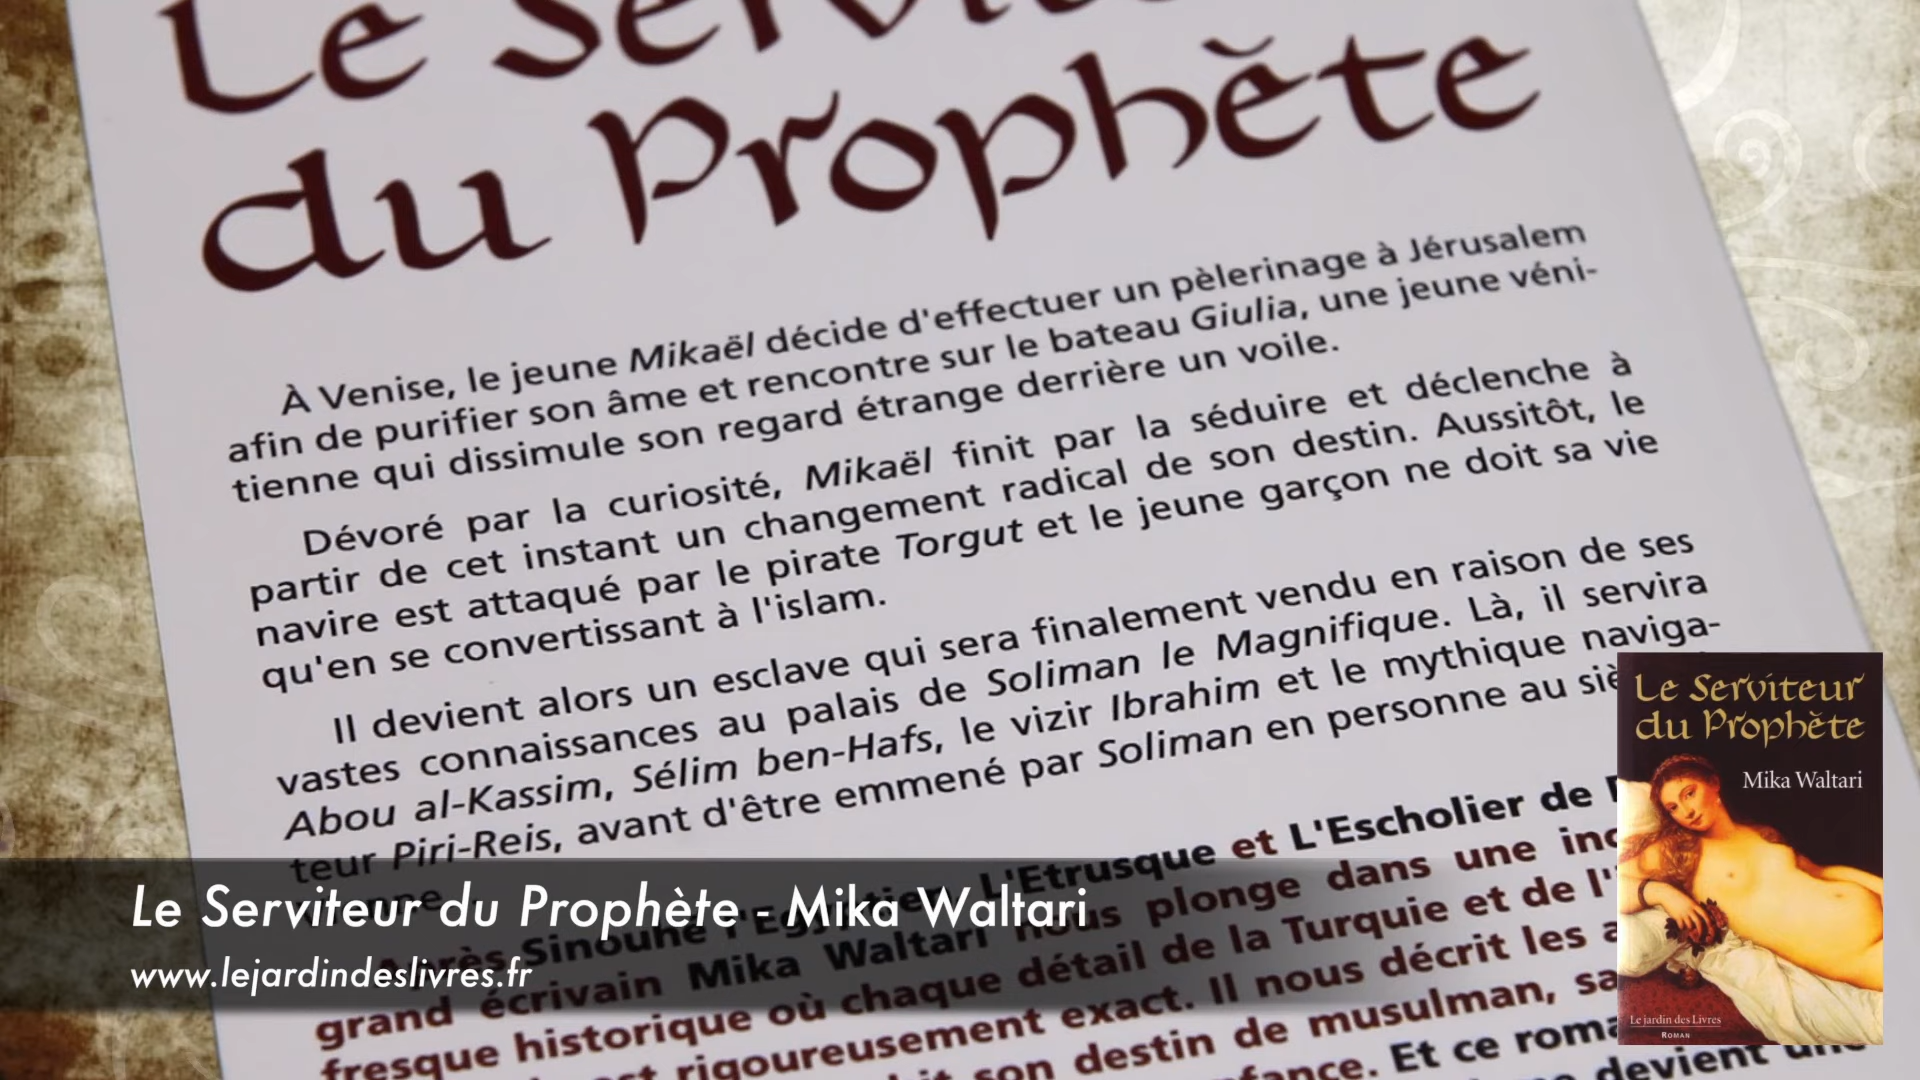 Le
du Prophète
À Venise, le jeune Mikaël décide d'effectuer un pèlerinage à Jérusalem
afin de purifier son âme et rencontre sur le bateau Giulia, une jeune véni-
tienne qui dissimule son regard étrange derrière un voile.
Dévoré par la curiosité, Mikaël finit par la séduire et déclenche à
partir de cet instant un changement radical de son destin. Aussitôt, le
navire est attaqué par le pirate Torgut et le jeune garçon ne doit sa vie
qu'en se convertissant à l'islam.
Il devient alors un esclave qui sera finalement vendu en raison de ses
vastes connaissances au palais de Soliman le Magnifique. Là, il servira
Abou al-Kassim, Sélim ben-Hafs, le vizir Ibrahim et le mythique naviga-
teur Piri-Reis, avant d'être emmené par Soliman en personne au
Après Sinouhé l'Egyptien, L'Etrusque et L'Escholier de
grand écrivain Mika Waltari nous plonge dans une
fresque historique où chaque détail de la Turquie et de
rigoureusement exact. Il nous décrit les
son destin de musulman,
Et ce
devient une
Le Serviteur du Prophète - Mika Waltari
www.lejardindeslivres.fr
Le Serviteur
du Prophète
Mika Waltari
Le jardin des Livres
Roman